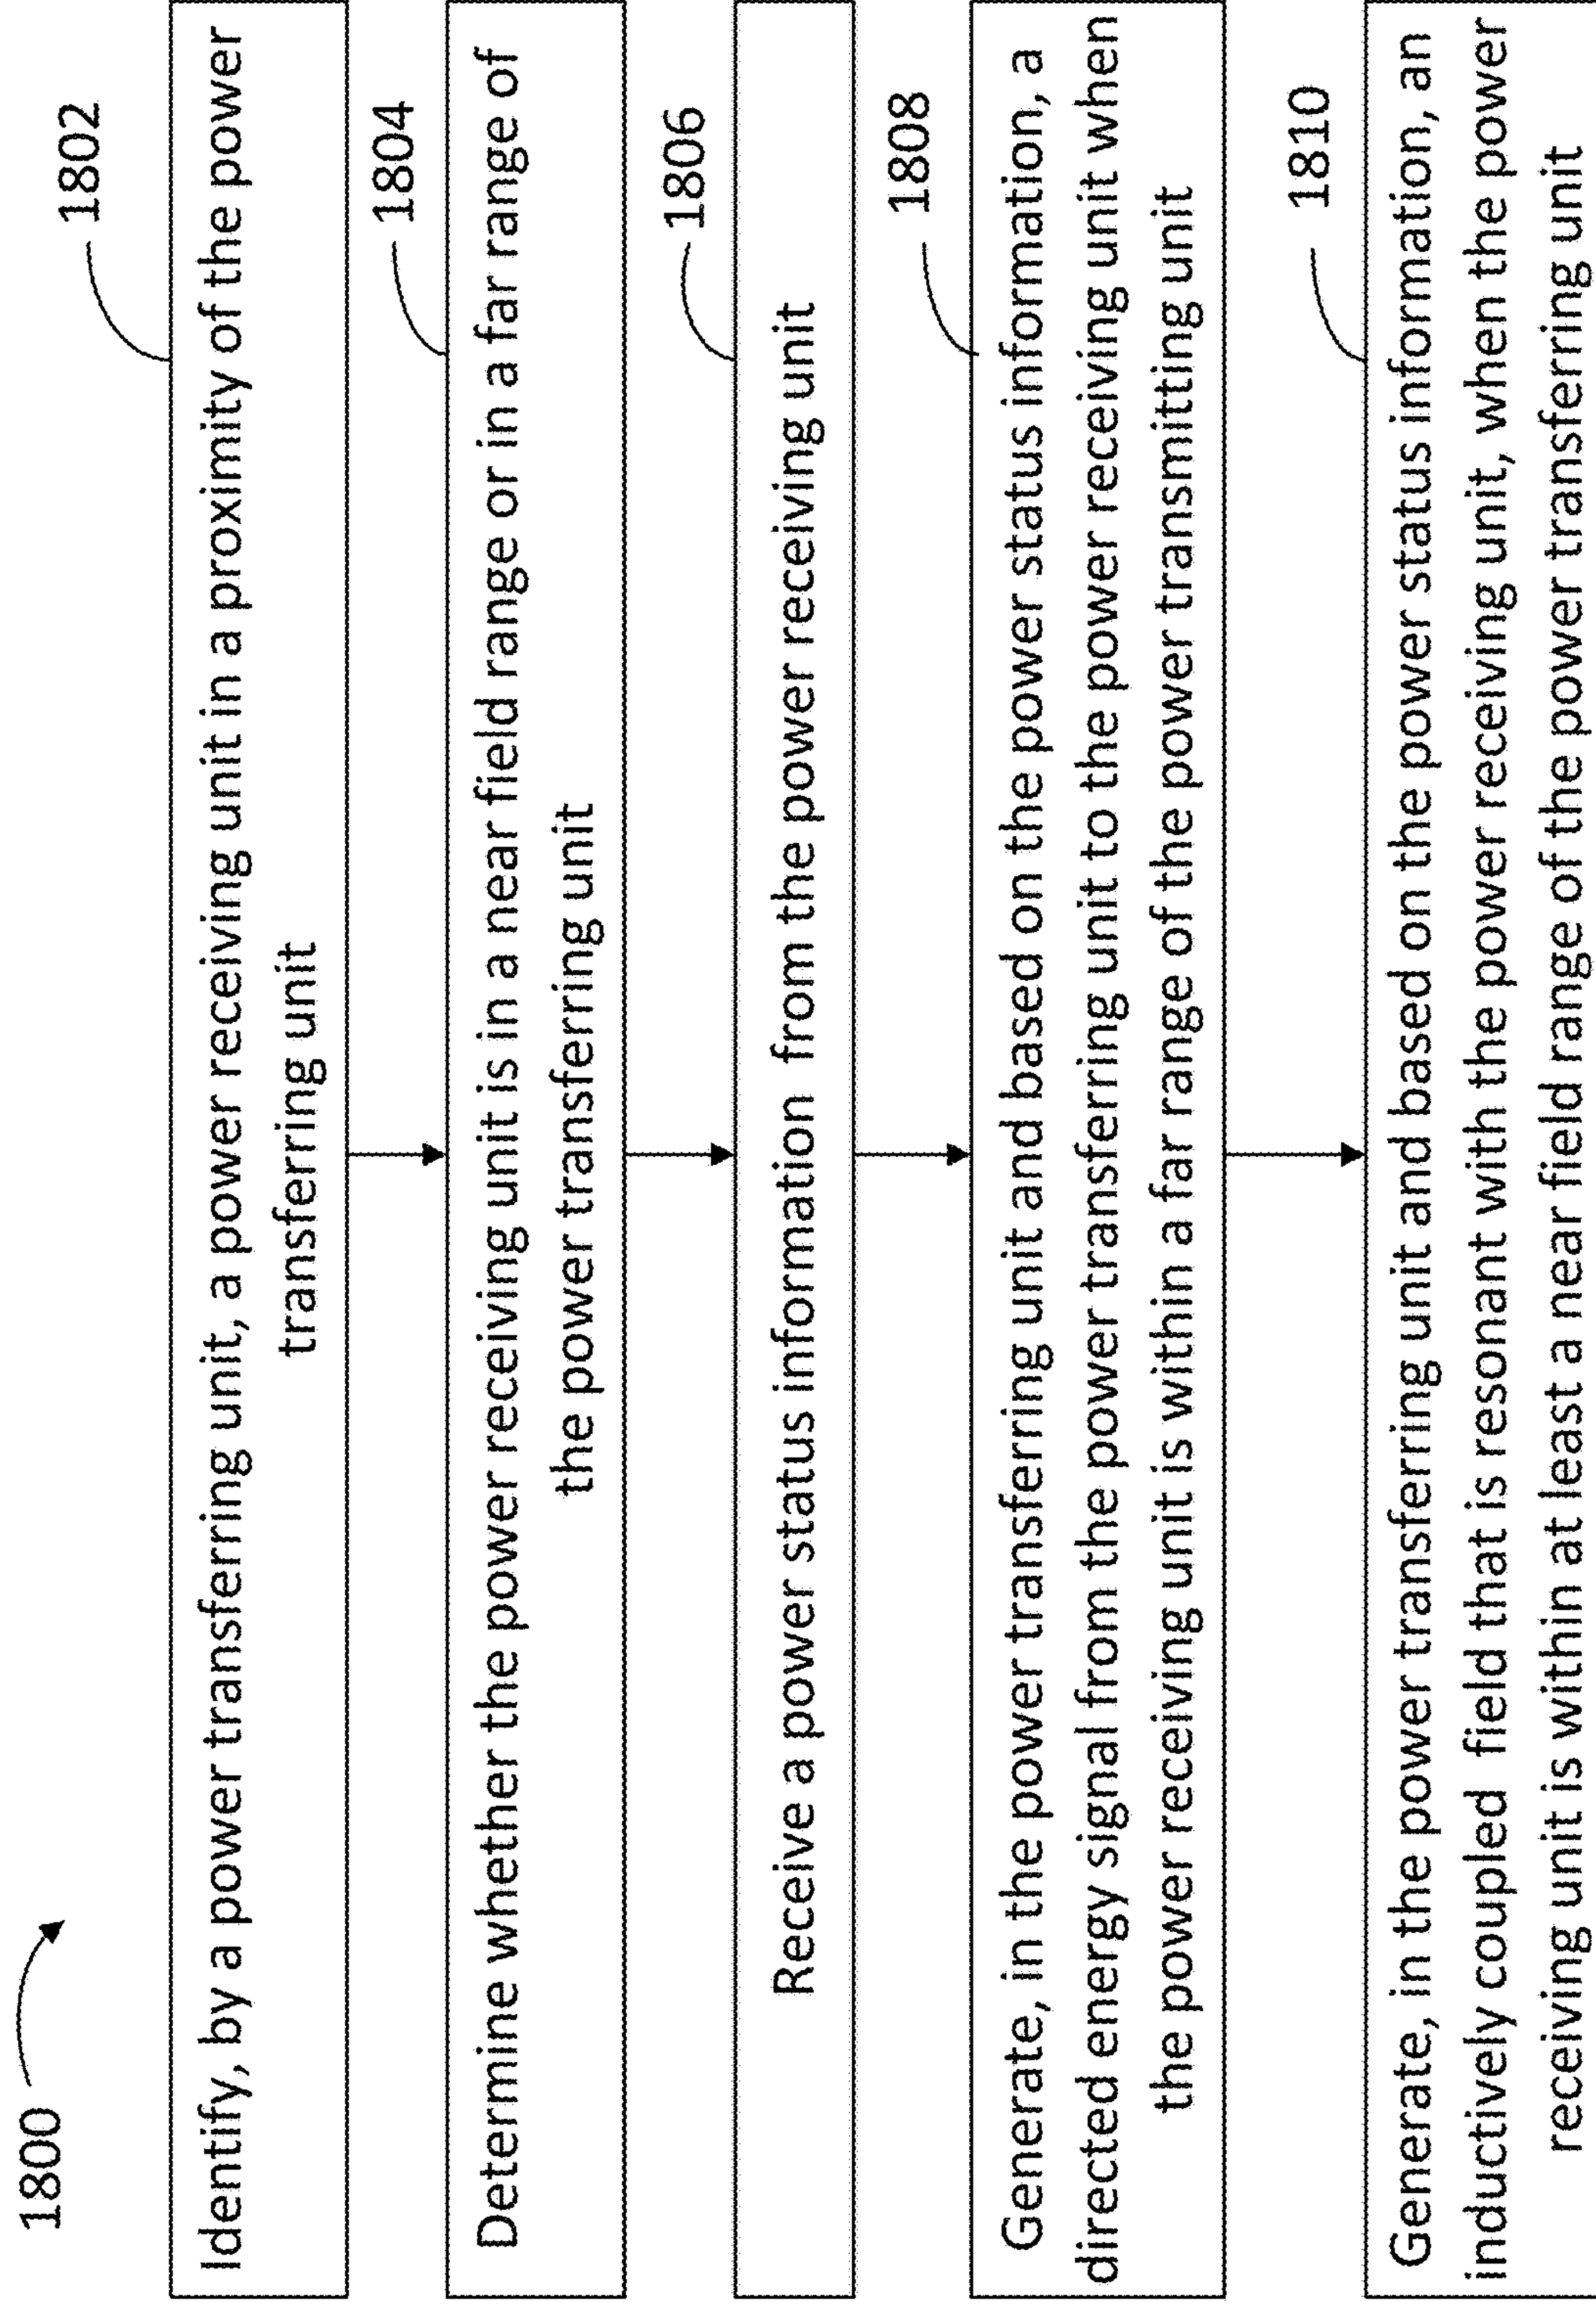 1800
1802
Identify, by a power transferring unit, a power receiving unit in a proximity of the power
transferring unit
1804
Determine whether the power receiving unit is in a near field range or in a far range of
the power transferring unit
1806
Receive a power status information from the power receiving unit
1808
Generate, in the power transferring unit and based on the power status information, a
directed energy signal from the power transferring unit to the power receiving unit when
the power receiving unit is within a far range of the power transmitting unit
1810
Generate, in the power transferring unit and based on the power status information, an
inductively coupled field that is resonant with the power receiving unit, when the power
receiving unit is within at least a near field range of the power transferring unit